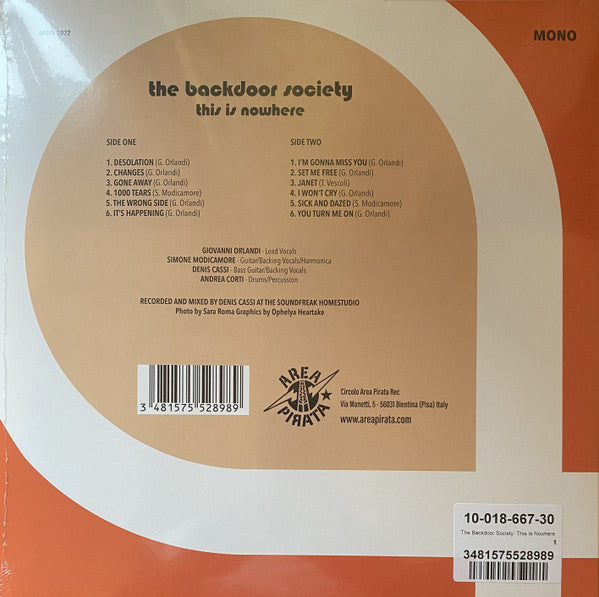 2022
MONO
the backdoor society
this is nowhere
SIDE ONE
1. DESOLATION (G. Orlandi)
2. CHANGES (G. Orlandi)
3. GONE AWAY (G. Orlandi)
4. 1000 TEARS (S. Modicamore)
5. THE WRONG SIDE (G. Orlandi)
6. IT'S HAPPENING (G. Orlandi)
SIDE TWO
1. I'M GONNA MISS YOU (G. Orlandi)
2. SET ME FREE (G. Orlandi)
3. JANET (T. Vescoli)
4. I WON'T CRY (G. Orlandi)
5. SICK AND DAZED (S. Modicamore)
6. YOU TURN ME ON (G. Orlandi)
GIOVANNI ORLANDI - Lead Vocals
SIMONE MODICAMORE - Guitar/Backing Vocals/Harmonica
DENIS CASSI - Bass Guitar/Backing Vocals
ANDREA CORTI - Drums/Percussion
RECORDED AND MIXED BY DENIS CASSI AT THE SOUNDFREAK HOMESTUDIO
Photo by Sara Roma Graphics by Ophelya Heartake
3 481575 528989
AREA
PIRATA
Circolo Area Pirata Rec
Via Manetti, 5 - 56031 Bientina (Pisa) Italy
www.areapirata.com
10-018-667-30
The Backdoor Society: This Is Nowhere
1
3481575528989